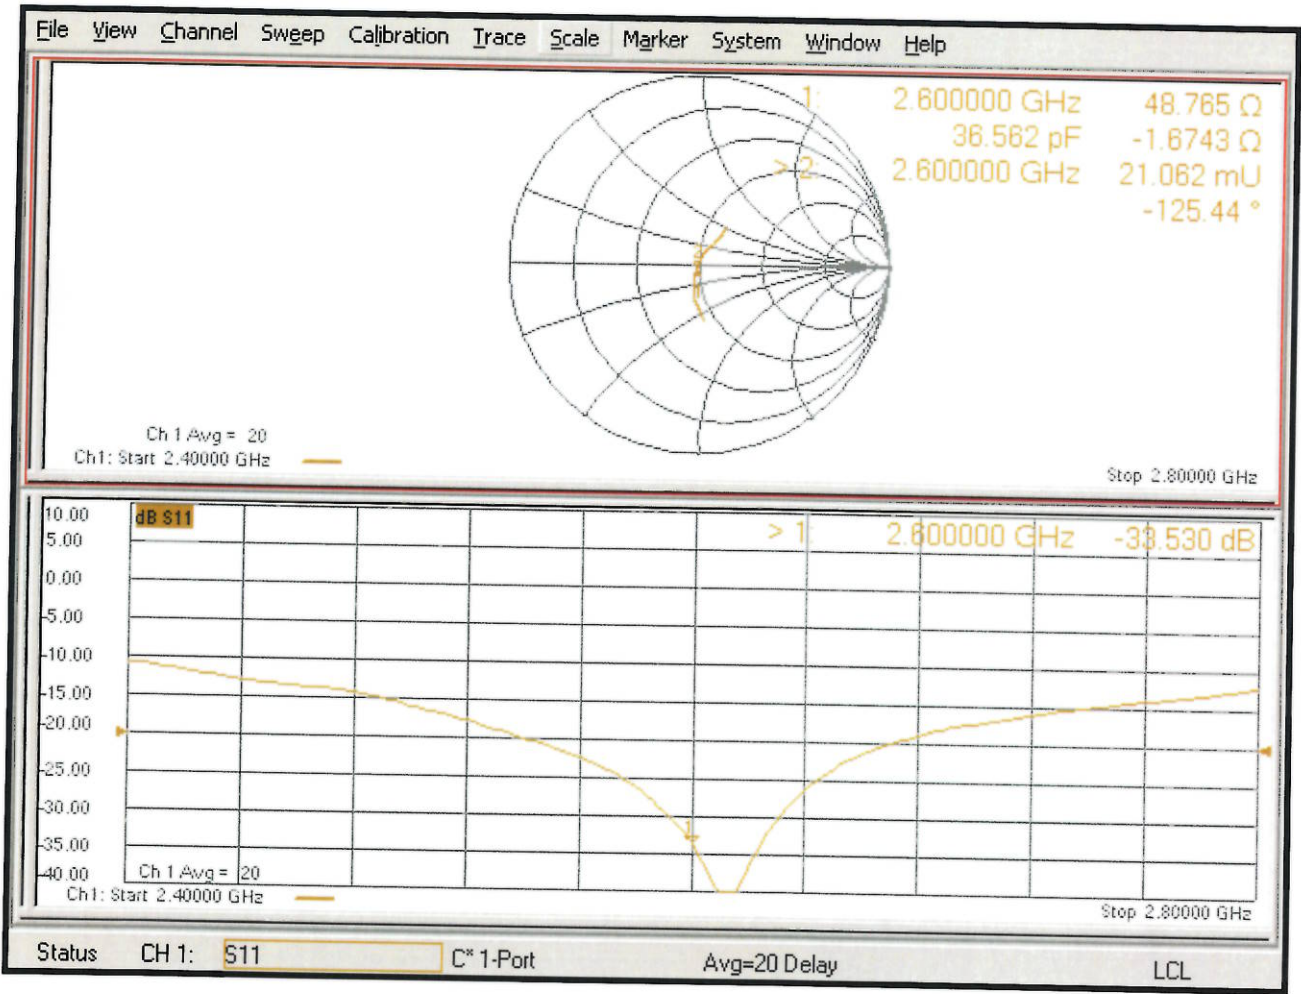 File View Channel Sweep Calibration Trace Scale Marker System Window Help
1: 2.600000 GHz 48.765 Ω
36.562 pF -1.6743 Ω
> 2: 2.600000 GHz 21.062 mU
-125.44 °
Ch 1 Avg = 20
Ch1: Start 2.40000 GHz
Stop 2.80000 GHz
10.00
dB S11
> 1: 2.600000 GHz -33.530 dB
5.00
0.00
-5.00
-10.00
-15.00
-20.00
-25.00
-30.00
1
-35.00
-40.00
Ch 1 Avg = 20
Ch1: Start 2.40000 GHz
Stop 2.80000 GHz
Status CH 1: S11 C* 1-Port Avg=20 Delay LCL